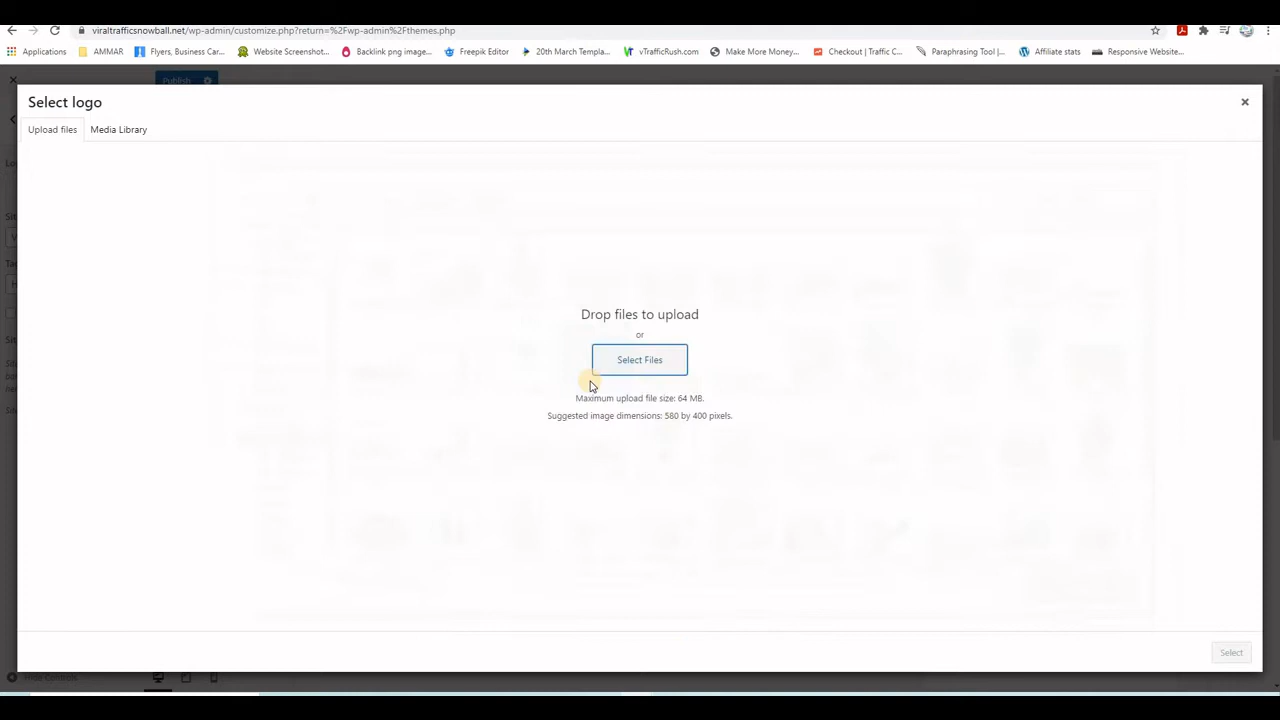 viraltrafficsnowball.net/wp-admin/customize.php?return=%2Fwp-admin%2Fthemes.php
Applications AMMAR Flyers, Business Car... Website Screenshot... Backlink png image... Freepik Editor 20th March Templa... vTrafficRush.com Make More Money... Checkout | Traffic C... Paraphrasing Tool |... Affiliate stats Responsive Website...
Publish
Select logo
Upload files Media Library
Drop files to upload
or
Select Files
Maximum upload file size: 64 MB.
Suggested image dimensions: 580 by 400 pixels.
Select
Hide Controls